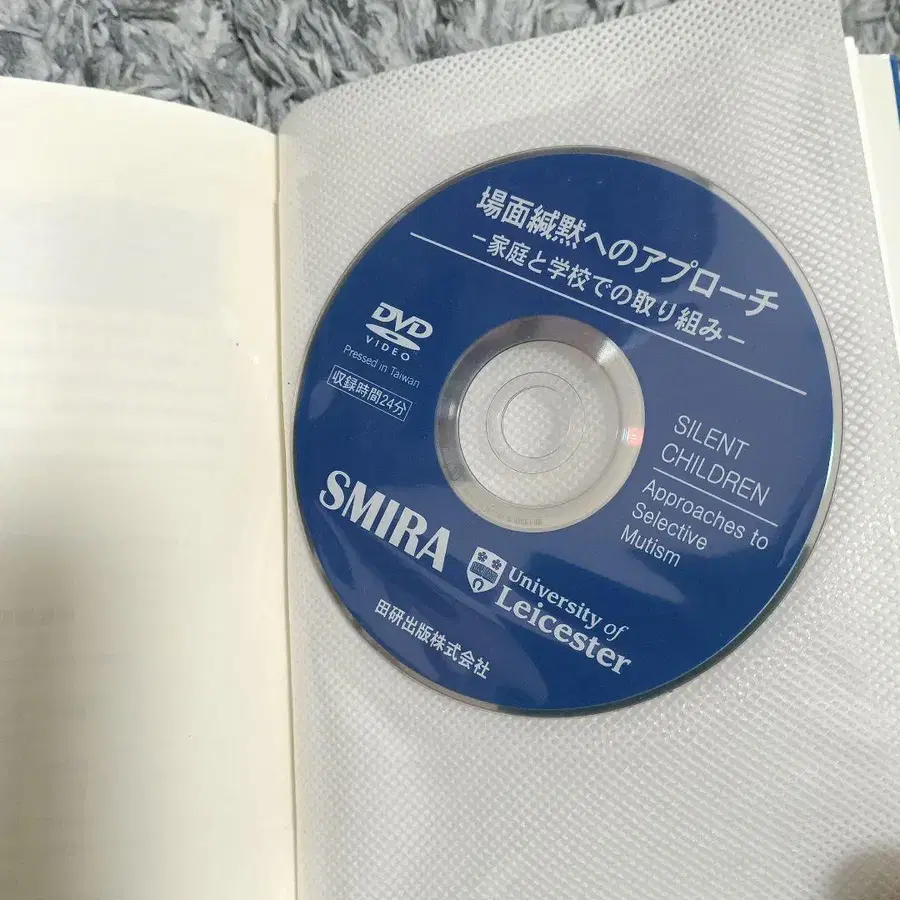 場面緘黙へのアプローチ
－家庭と学校での取り組み－
DVD
VIDEO
Pressed in Taiwan
収録時間24分
SILENT
CHILDREN
Approaches to
Selective
Mutism
SMIRA
University of
Leicester
田研出版株式会社